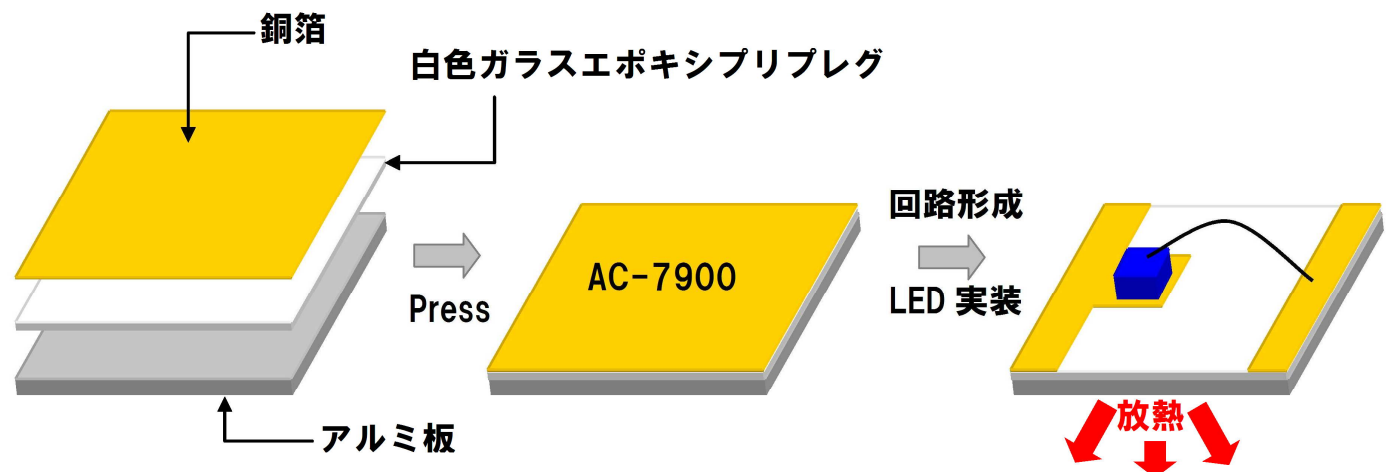 銅箔
白色ガラスエポキシプリプレグ
アルミ板
Press
AC-7900
回路形成
LED 実装
放熱